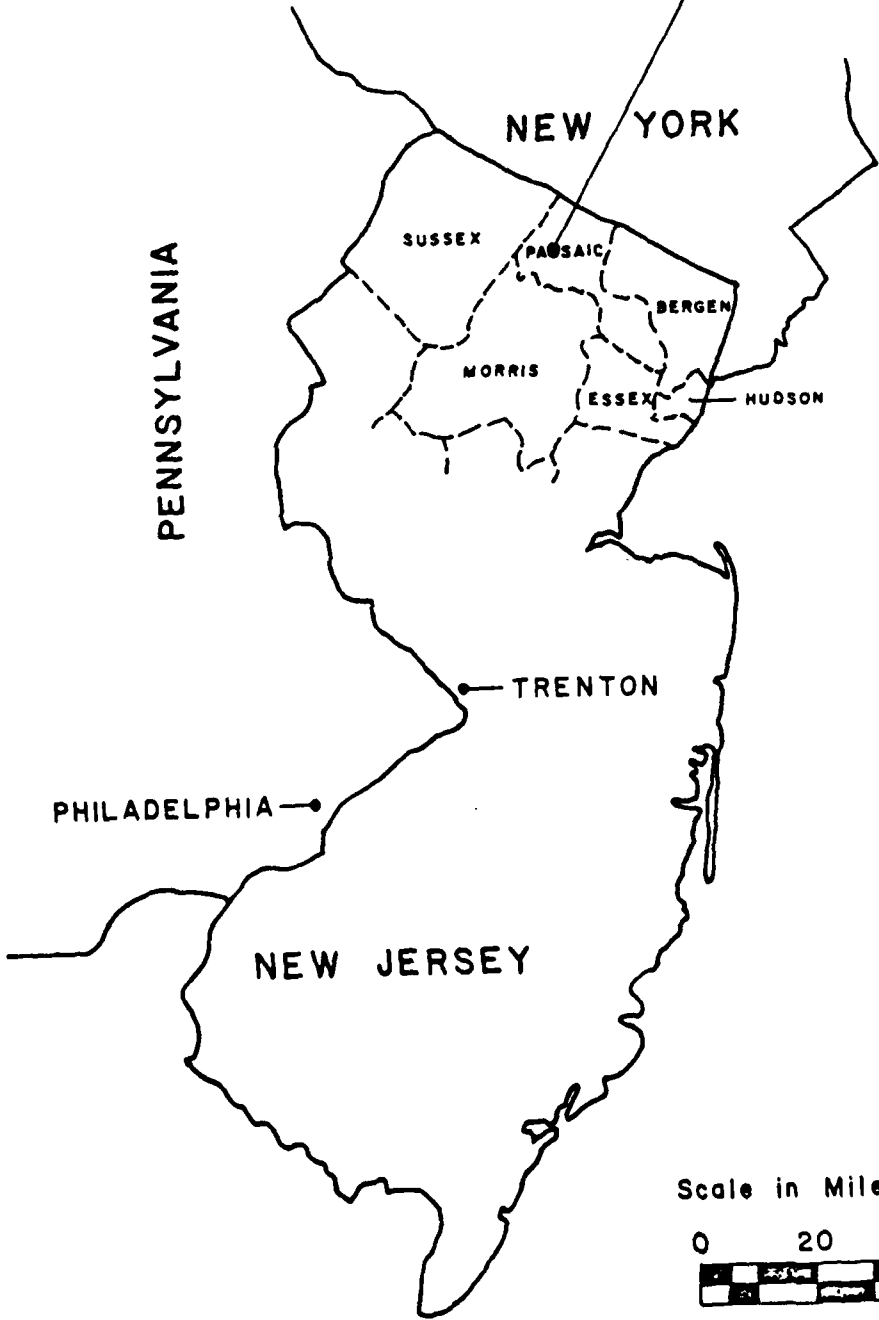 NEW YORK
SUSSEX
PASSAIC
BERGEN
PENNSYLVANIA
MORRIS
ESSEX
HUDSON
TRENTON
PHILADELPHIA
NEW JERSEY
Scale in Mile
0 20